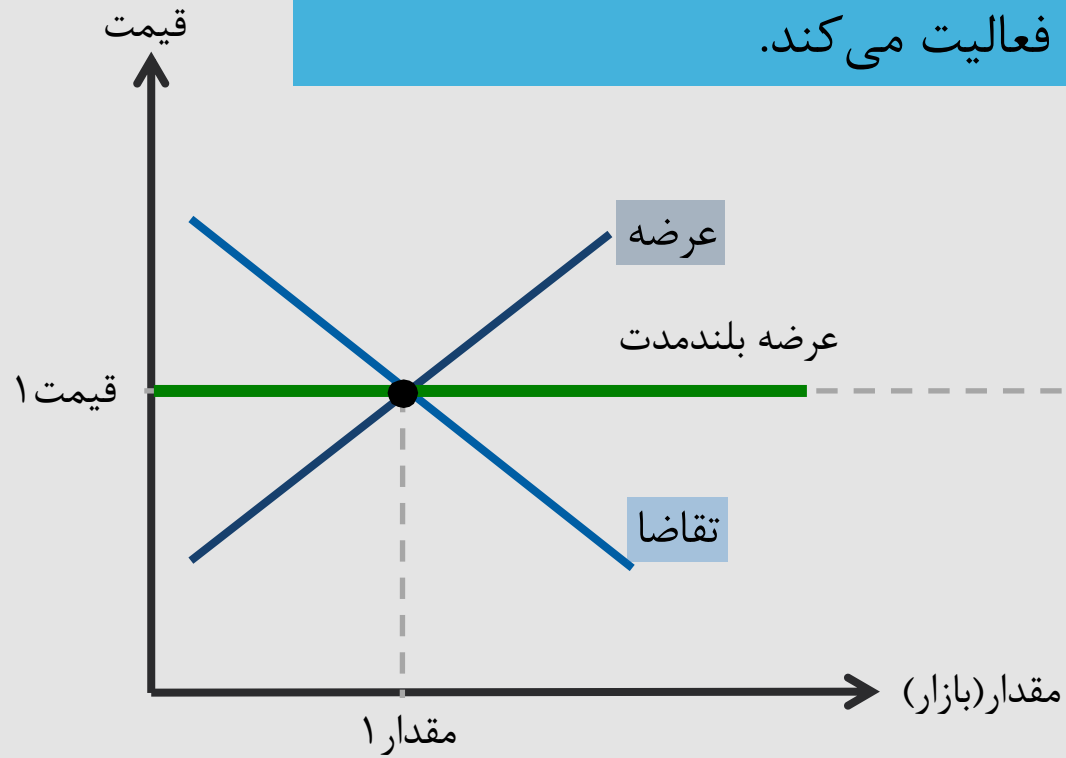 فعالیت می‌کند.
قیمت
عرضه
عرضه بلندمدت
قیمت۱
تقاضا
مقدار(بازار)
مقدار۱